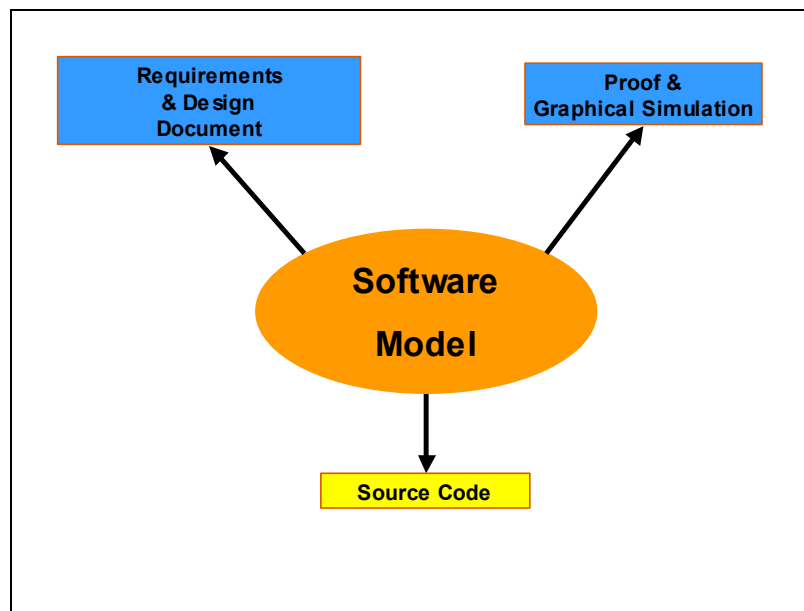 Requirements
& Design
Document
Proof &
Graphical Simulation
Software
Model
Source Code